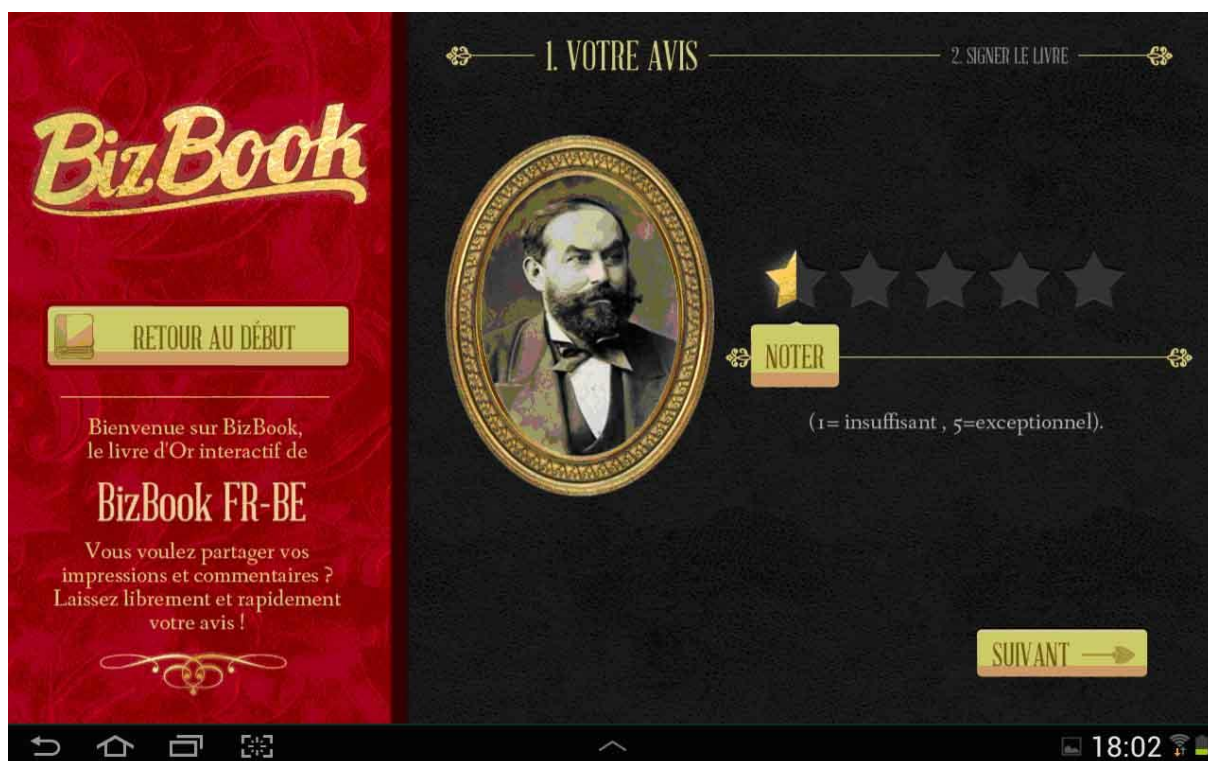 BizBook
RETOUR AU DÉBUT
Bienvenue sur BizBook,
le livre d'Or interactif de
BizBook FR-BE
Vous voulez partager vos
impressions et commentaires ?
Laissez librement et rapidement
votre avis !
1. VOTRE AVIS
2. SIGNER LE LIVRE
NOTER
(1= insuffisant , 5=exceptionnel).
SUIVANT
18:02